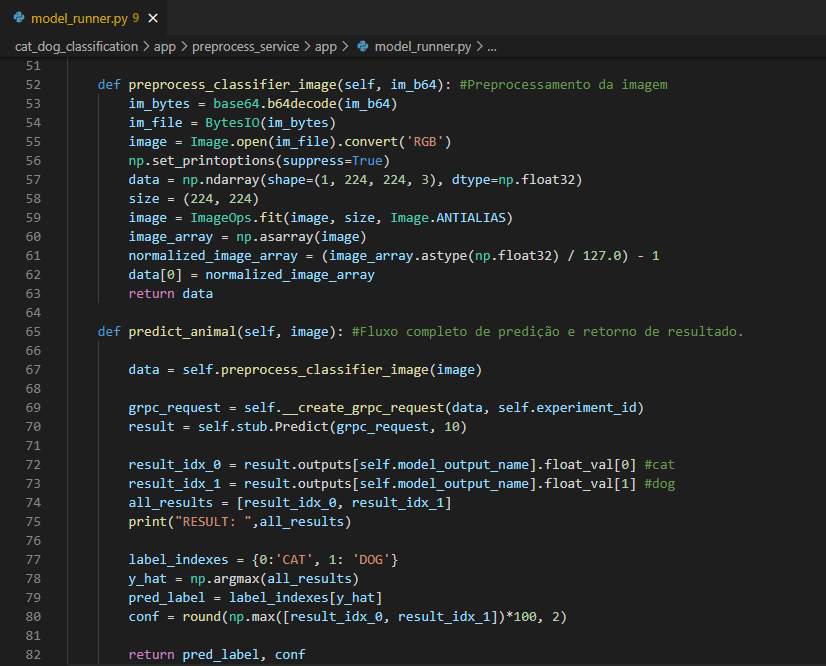 model_runner.py 9 ×
cat_dog_classification > app > preprocess_service > app > model_runner.py > ...
51
52 def preprocess_classifier_image(self, im_b64): #Preprocessamento da imagem
53 im_bytes = base64.b64decode(im_b64)
54 im_file = BytesIO(im_bytes)
55 image = Image.open(im_file).convert('RGB')
56 np.set_printoptions(suppress=True)
57 data = np.ndarray(shape=(1, 224, 224, 3), dtype=np.float32)
58 size = (224, 224)
59 image = ImageOps.fit(image, size, Image.ANTIALIAS)
60 image_array = np.asarray(image)
61 normalized_image_array = (image_array.astype(np.float32) / 127.0) - 1
62 data[0] = normalized_image_array
63 return data
64
65 def predict_animal(self, image): #Fluxo completo de predição e retorno de resultado.
66
67 data = self.preprocess_classifier_image(image)
68
69 grpc_request = self.__create_grpc_request(data, self.experiment_id)
70 result = self.stub.Predict(grpc_request, 10)
71
72 result_idx_0 = result.outputs[self.model_output_name].float_val[0] #cat
73 result_idx_1 = result.outputs[self.model_output_name].float_val[1] #dog
74 all_results = [result_idx_0, result_idx_1]
75 print("RESULT: ",all_results)
76
77 label_indexes = {0:'CAT', 1: 'DOG'}
78 y_hat = np.argmax(all_results)
79 pred_label = label_indexes[y_hat]
80 conf = round(np.max([result_idx_0, result_idx_1])*100, 2)
81
82 return pred_label, conf